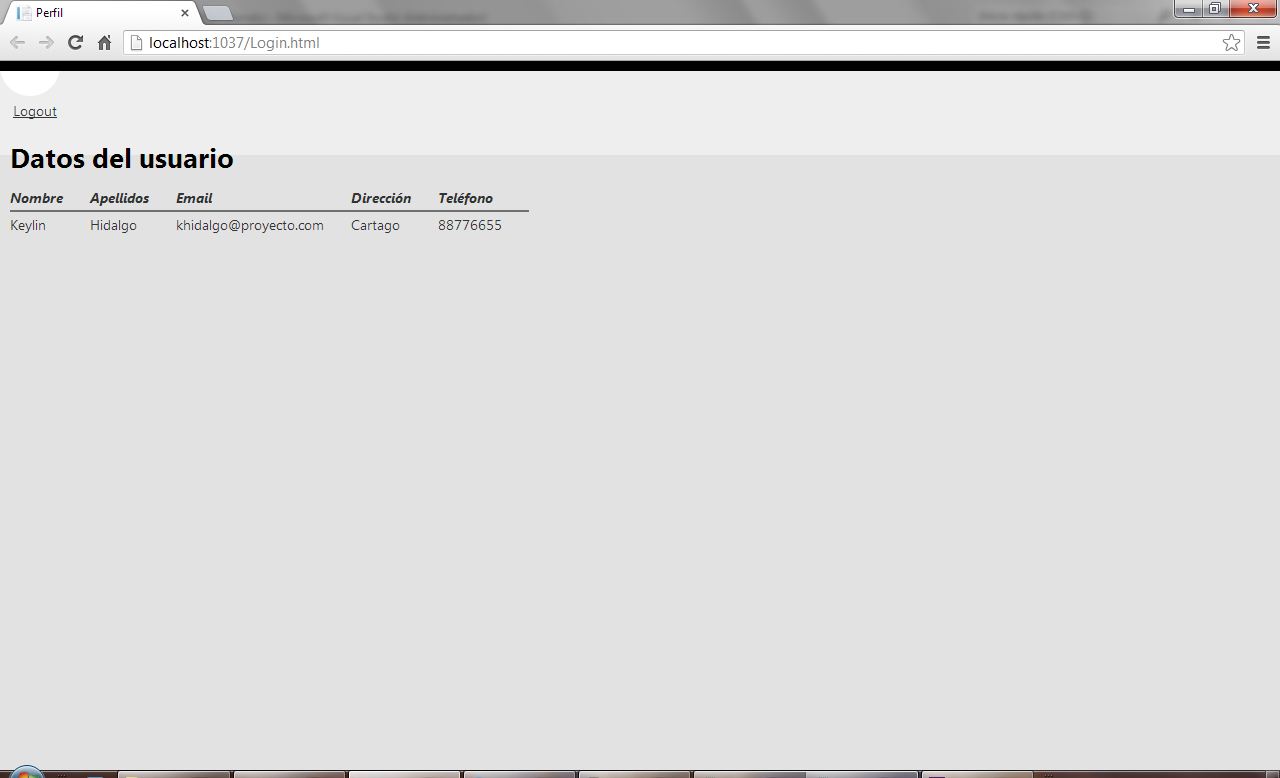 Perfil
localhost:1037/Login.html
Logout
Datos del usuario
Nombre Apellidos Email Dirección Teléfono
Keylin Hidalgo khidalgo@proyecto.com Cartago 88776655